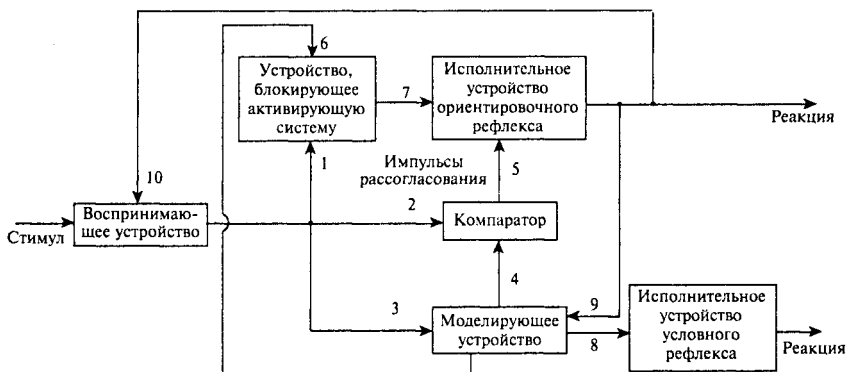 6
Устройство,
блокирующее
активирующую
систему
7
Исполнительное
устройство
ориентировочного
рефлекса
Реакция
1
Импульсы
рассогласования
5
10
Воспринимаю-
щее устройство
Стимул
2
Компаратор
4
3
Моделирующее
устройство
9
8
Исполнительное
устройство
условного
рефлекса
Реакция